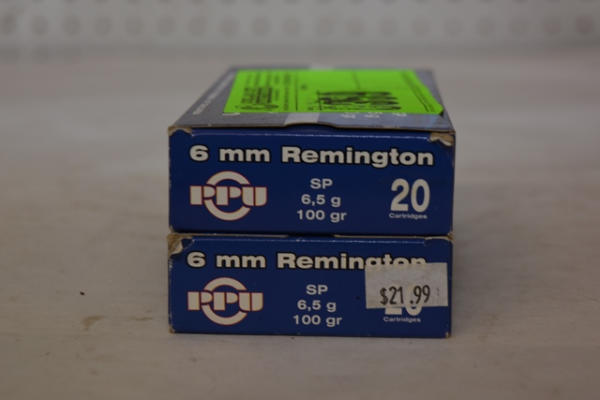 6 mm Remington
PPU
SP
6,5 g
100 gr
20
Cartridges
6 mm Remington
PPU
SP
6,5 g
100 gr
$21.99
Cartridges